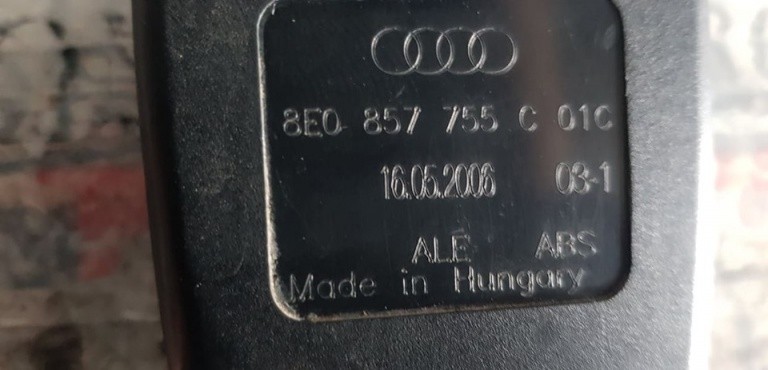 8E0 857 755 C 01C
16.05.2006 03-1
ALE ABS
Made in Hungary